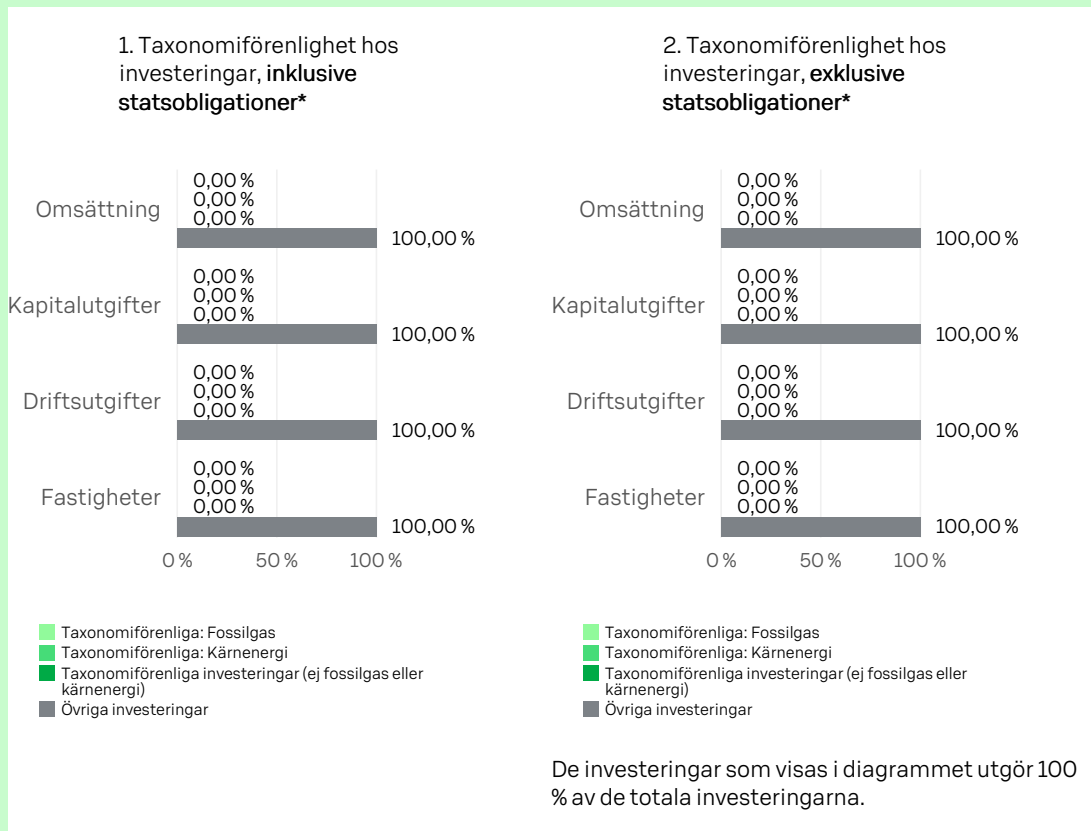 1. Taxonomiförenlighet hos
investeringar, inklusive
statsobligationer*
Omsättning
0,00 %
0,00 %
0,00 %
100,00 %
Kapitalutgifter
0,00 %
0,00 %
0,00 %
100,00 %
Driftsutgifter
0,00 %
0,00 %
0,00 %
100,00 %
Fastigheter
0,00 %
0,00 %
0,00 %
100,00 %
0 % 50 % 100 %
Taxonomiförenliga: Fossilgas
Taxonomiförenliga: Kärnenergi
Taxonomiförenliga investeringar (ej fossilgas eller
kärnenergi)
Övriga investeringar
2. Taxonomiförenlighet hos
investeringar, exklusive
statsobligationer*
Omsättning
0,00 %
0,00 %
0,00 %
100,00 %
Kapitalutgifter
0,00 %
0,00 %
0,00 %
100,00 %
Driftsutgifter
0,00 %
0,00 %
0,00 %
100,00 %
Fastigheter
0,00 %
0,00 %
0,00 %
100,00 %
0 % 50 % 100 %
Taxonomiförenliga: Fossilgas
Taxonomiförenliga: Kärnenergi
Taxonomiförenliga investeringar (ej fossilgas eller
kärnenergi)
Övriga investeringar
De investeringar som visas i diagrammet utgör 100
% av de totala investeringarna.